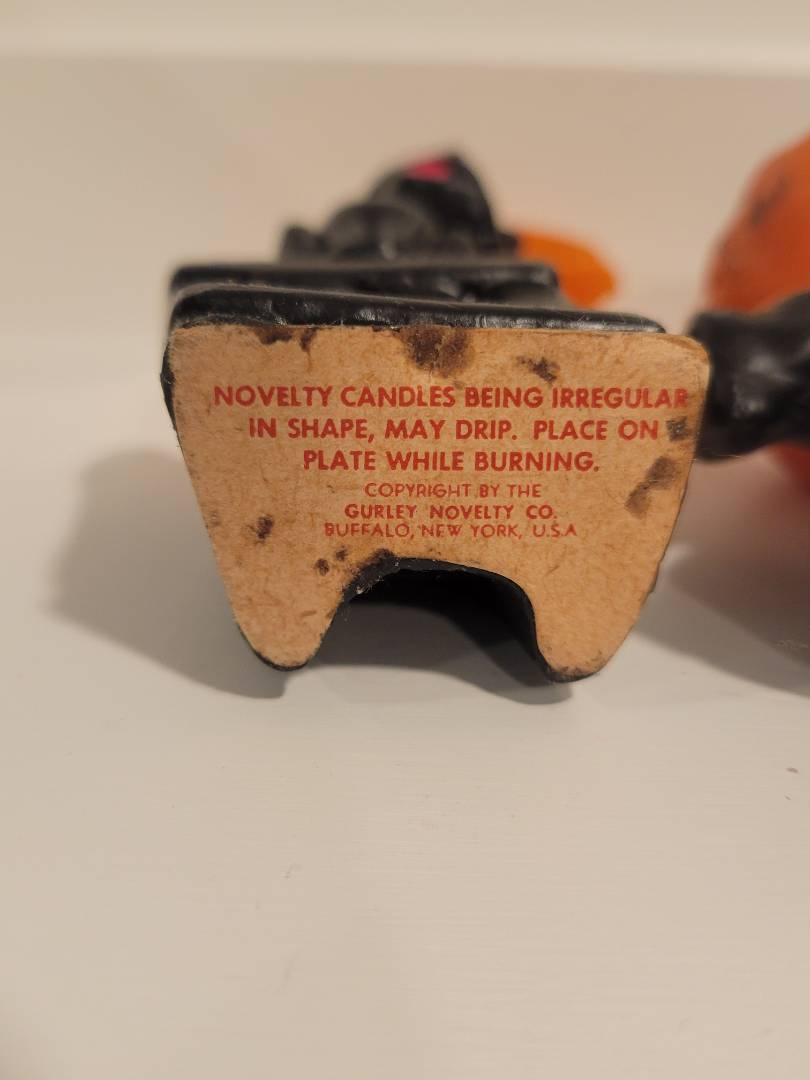 NOVELTY CANDLES BEING IRREGULAR
IN SHAPE, MAY DRIP. PLACE ON
PLATE WHILE BURNING.
COPYRIGHT BY THE
GURLEY NOVELTY CO.
BUFFALO, NEW YORK, U.S.A